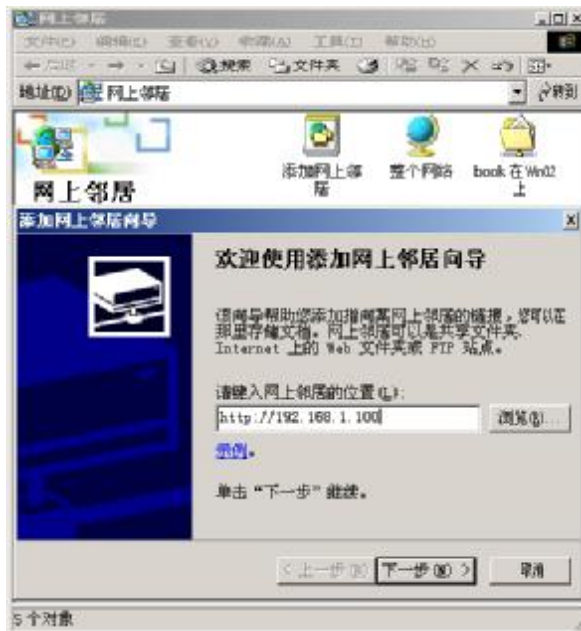 网上邻居
文件(F) 编辑(E) 查看(V) 收藏(A) 工具(T) 帮助(H)
后退 搜索 文件夹
地址(D) 网上邻居 转到
网上邻居
添加网上邻居
整个网络
book 在 Wn02 上
添加网上邻居向导
欢迎使用添加网上邻居向导
该向导帮助您添加指向某网上邻居的链接，您可以在
那里存储文档。网上邻居可以是共享文件夹、
Internet 上的 Web 文件夹或 FTP 站点。
请键入网上邻居的位置(L):
http://192.168.1.100
浏览(R)...
示例。
单击“下一步”继续。
< 上一步(B) 下一步(N) > 取消
5 个对象